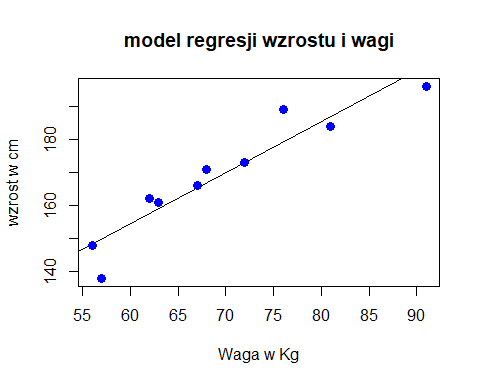 model regresji wzrostu i wagi
wzrost w cm
140 160 180
55 60 65 70 75 80 85 90
Waga w Kg